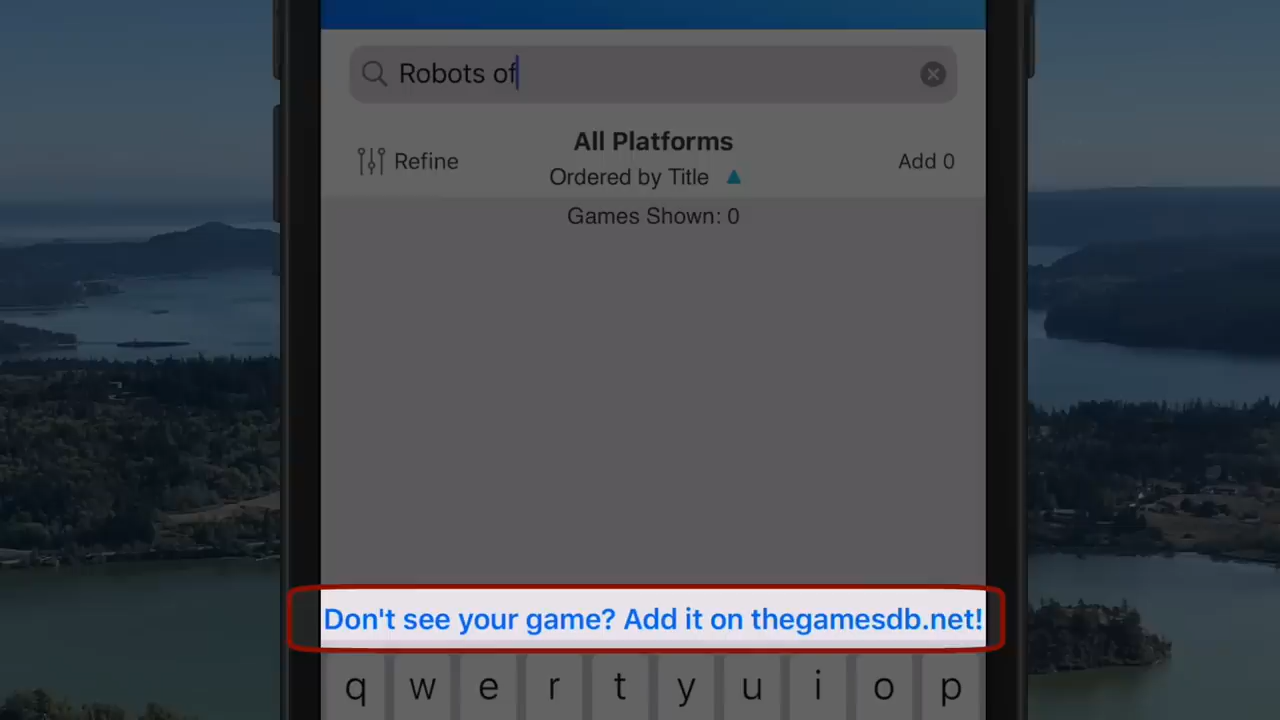 Robots of
All Platforms
Refine
Ordered by Title
Add 0
Games Shown: 0
Don't see your game? Add it on thegamesdb.net!
q w e r t y u i o p